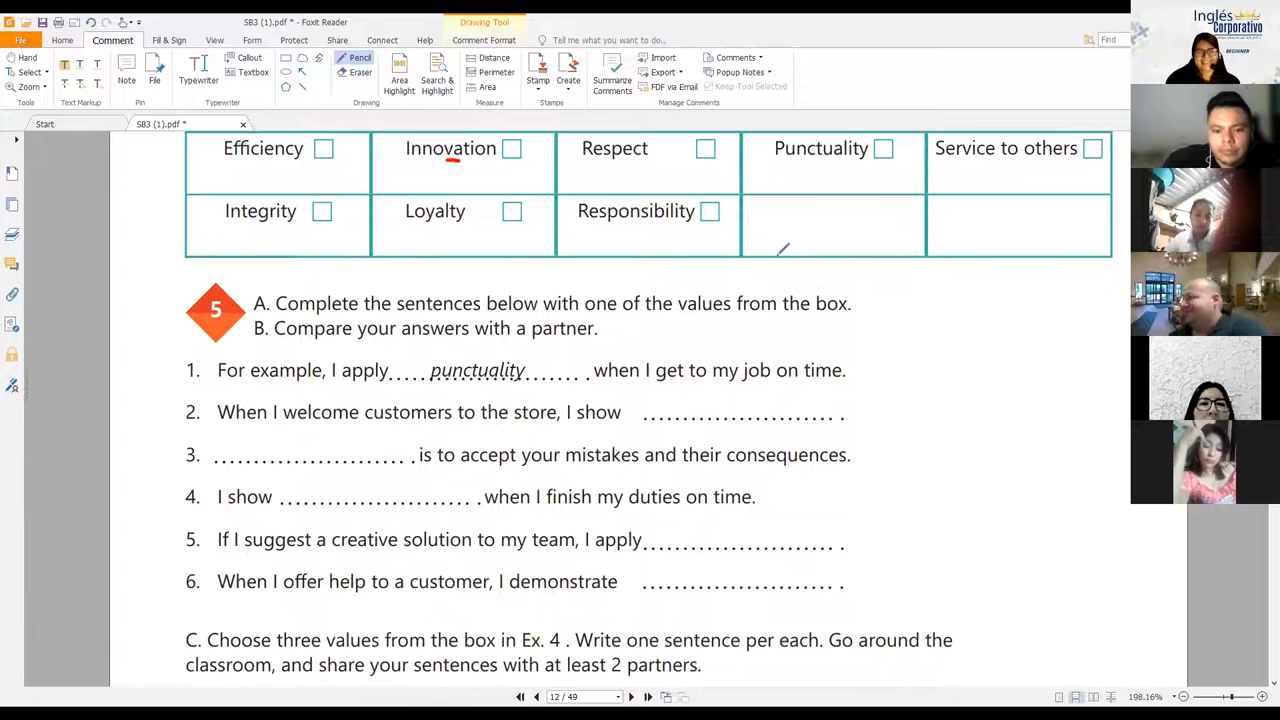 SB3 (1).pdf * - Foxit Reader
Drawing Tool
File Home Comment Fill & Sign View Form Protect Share Connect Help Comment Format Tell me what you want to do... Find
Hand Select Zoom Tools
T T T T Text Markup
Note File Pin
Typewriter Callout Textbox Typewriter
Pencil Eraser Drawing
Area Highlight Search & Highlight
Distance Perimeter Area Measure
Stamp Create Stamps
Summarize Comments Import Export FDF via Email Comments Popup Notes Keep Tool Selected Manage Comments
Inglés Corporativo
BEGINNER
Start SB3 (1).pdf *
Efficiency Innovation Respect Punctuality Service to others
Integrity Loyalty Responsibility
5 A. Complete the sentences below with one of the values from the box.
B. Compare your answers with a partner.
1. For example, I apply.....punctuality....... . when I get to my job on time.
2. When I welcome customers to the store, I show ........................ .
3. ........................ . is to accept your mistakes and their consequences.
4. I show ........................ . when I finish my duties on time.
5. If I suggest a creative solution to my team, I apply........................ .
6. When I offer help to a customer, I demonstrate ........................ .
C. Choose three values from the box in Ex. 4 . Write one sentence per each. Go around the
classroom, and share your sentences with at least 2 partners.
12 / 49 198.16%